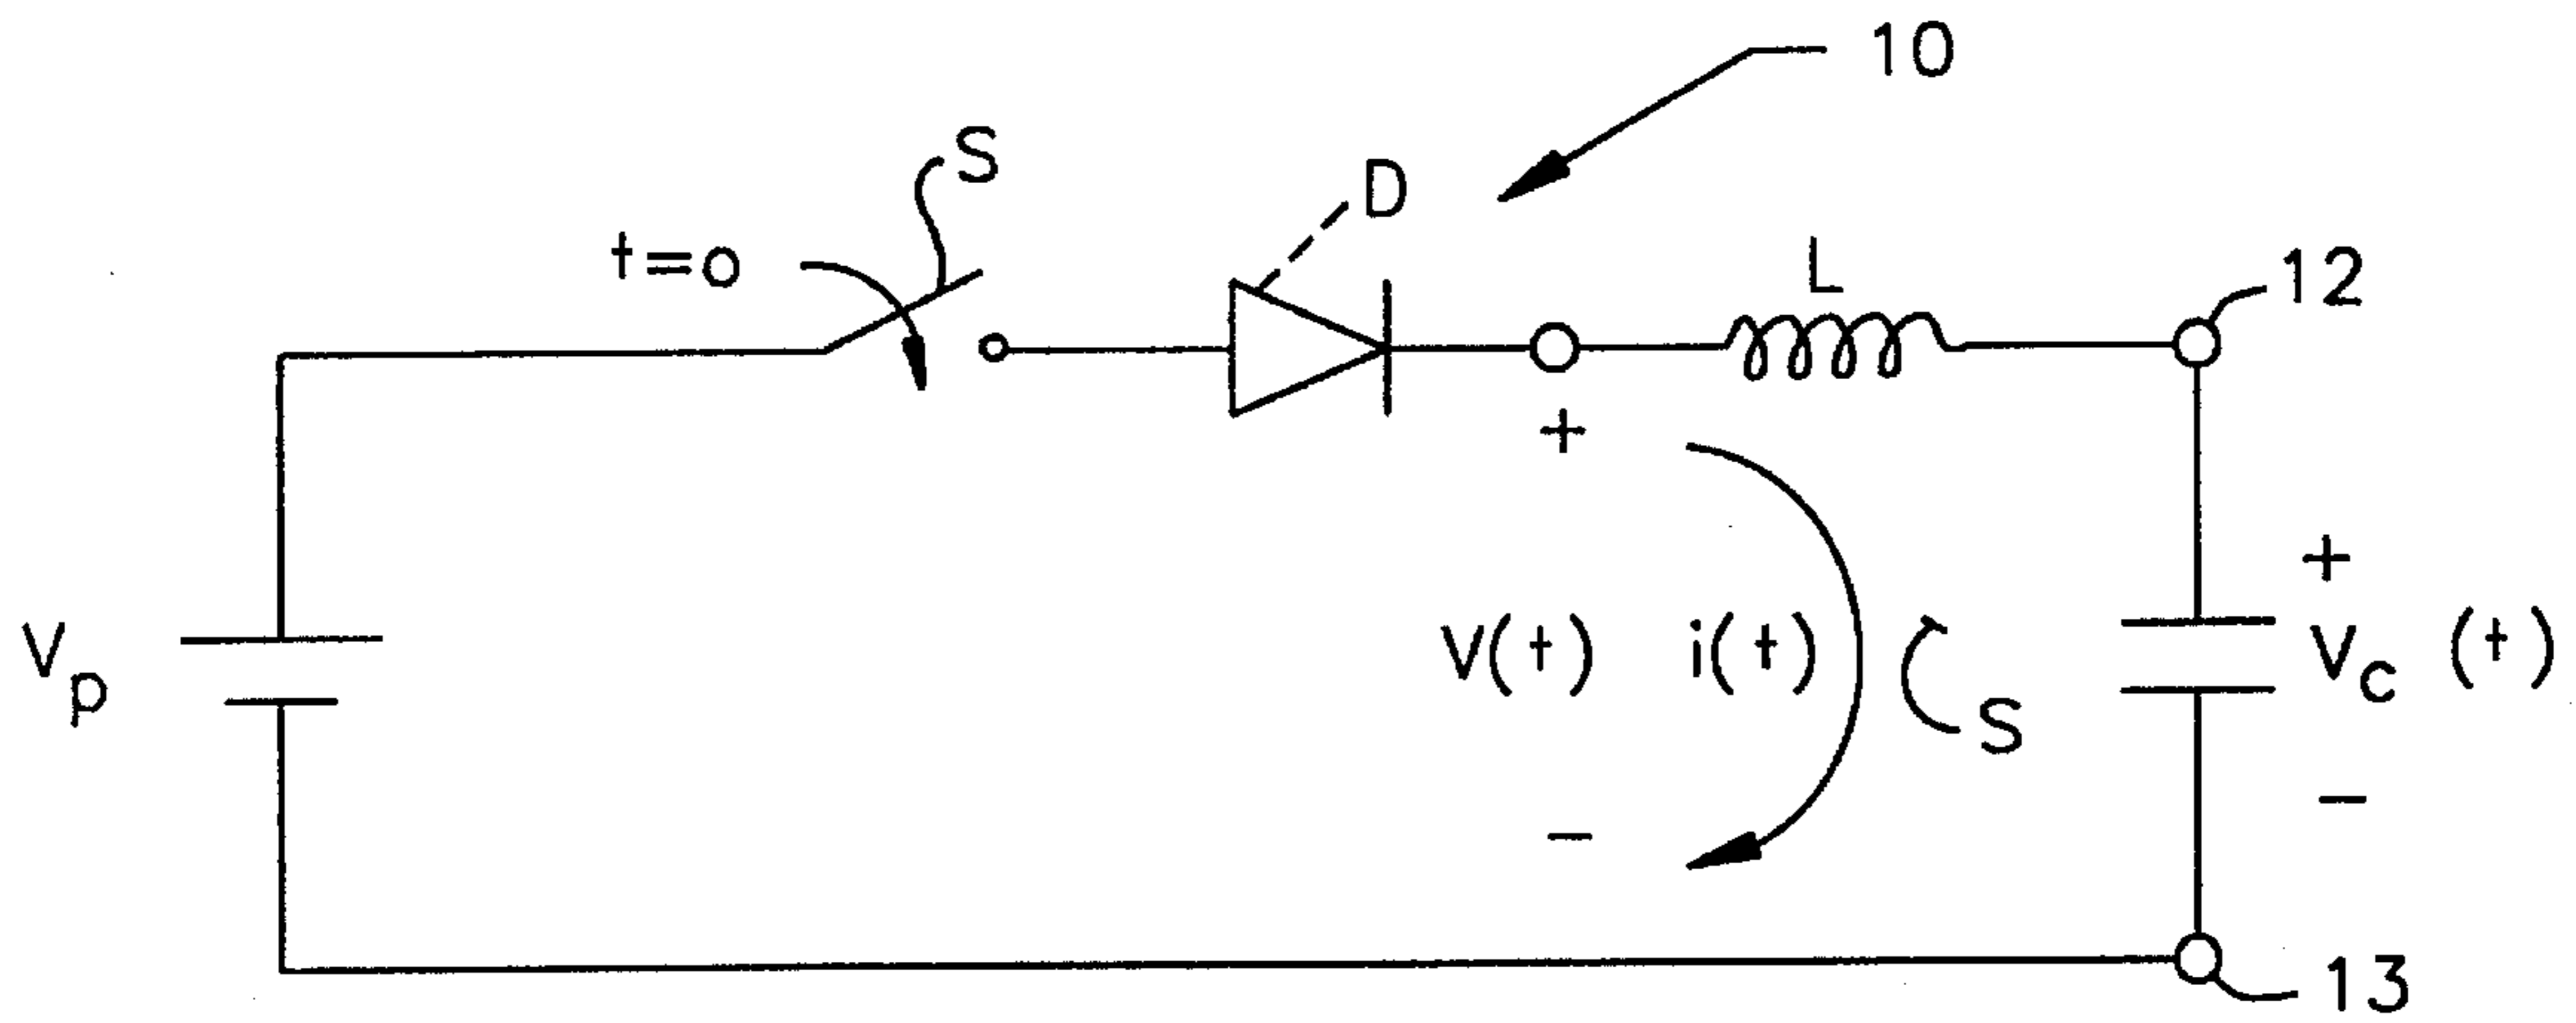 10
S
D
t=o
L
12
+
+
Vp
V(t)
i(t)
Vc (t)
S
−
−
13